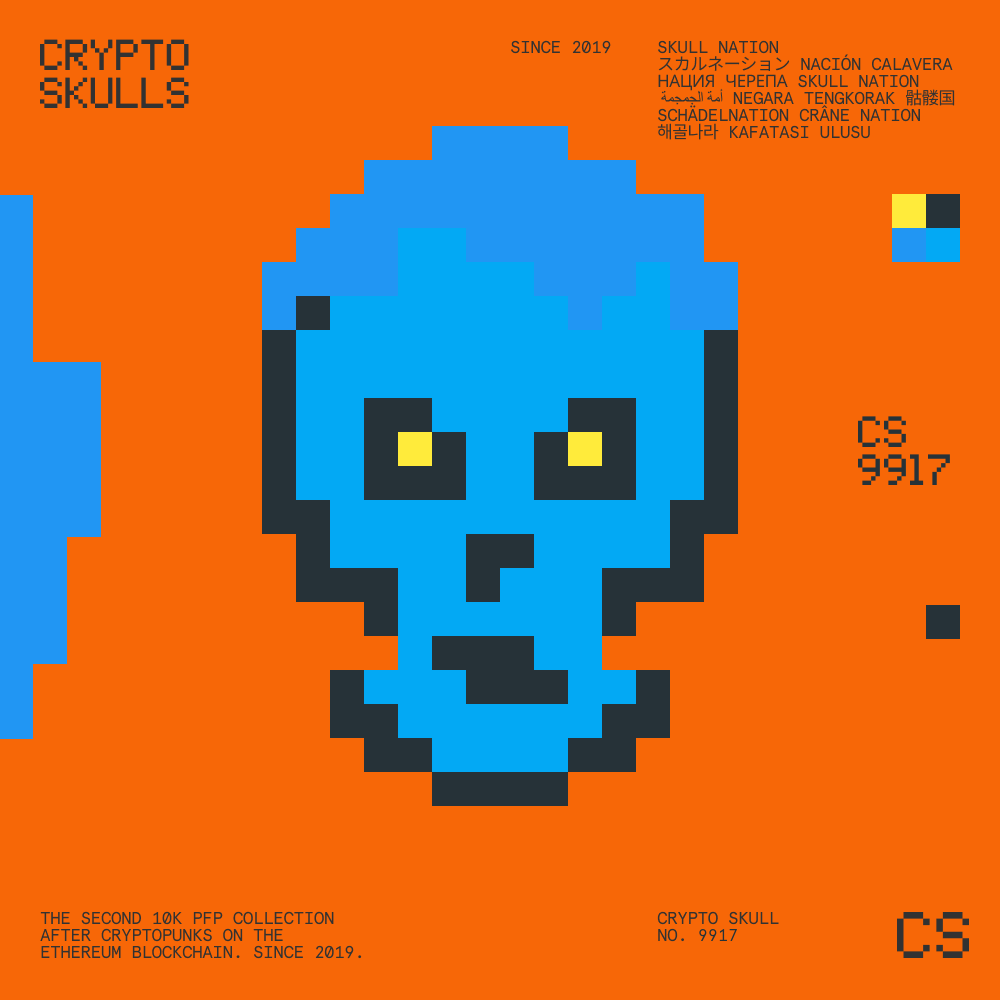 CRYPTO
SKULLS
SINCE 2019
SKULL NATION
スカルネーション NACIÓN CALAVERA
НАЦИЯ ЧЕРЕПА SKULL NATION
أمة الجمجمة NEGARA TENGKORAK 骷髅国
SCHÄDELNATION CRÂNE NATION
해골나라 KAFATASI ULUSU
CS
9917
THE SECOND 10K PFP COLLECTION
AFTER CRYPTOPUNKS ON THE
ETHEREUM BLOCKCHAIN. SINCE 2019.
CRYPTO SKULL
NO. 9917
CS